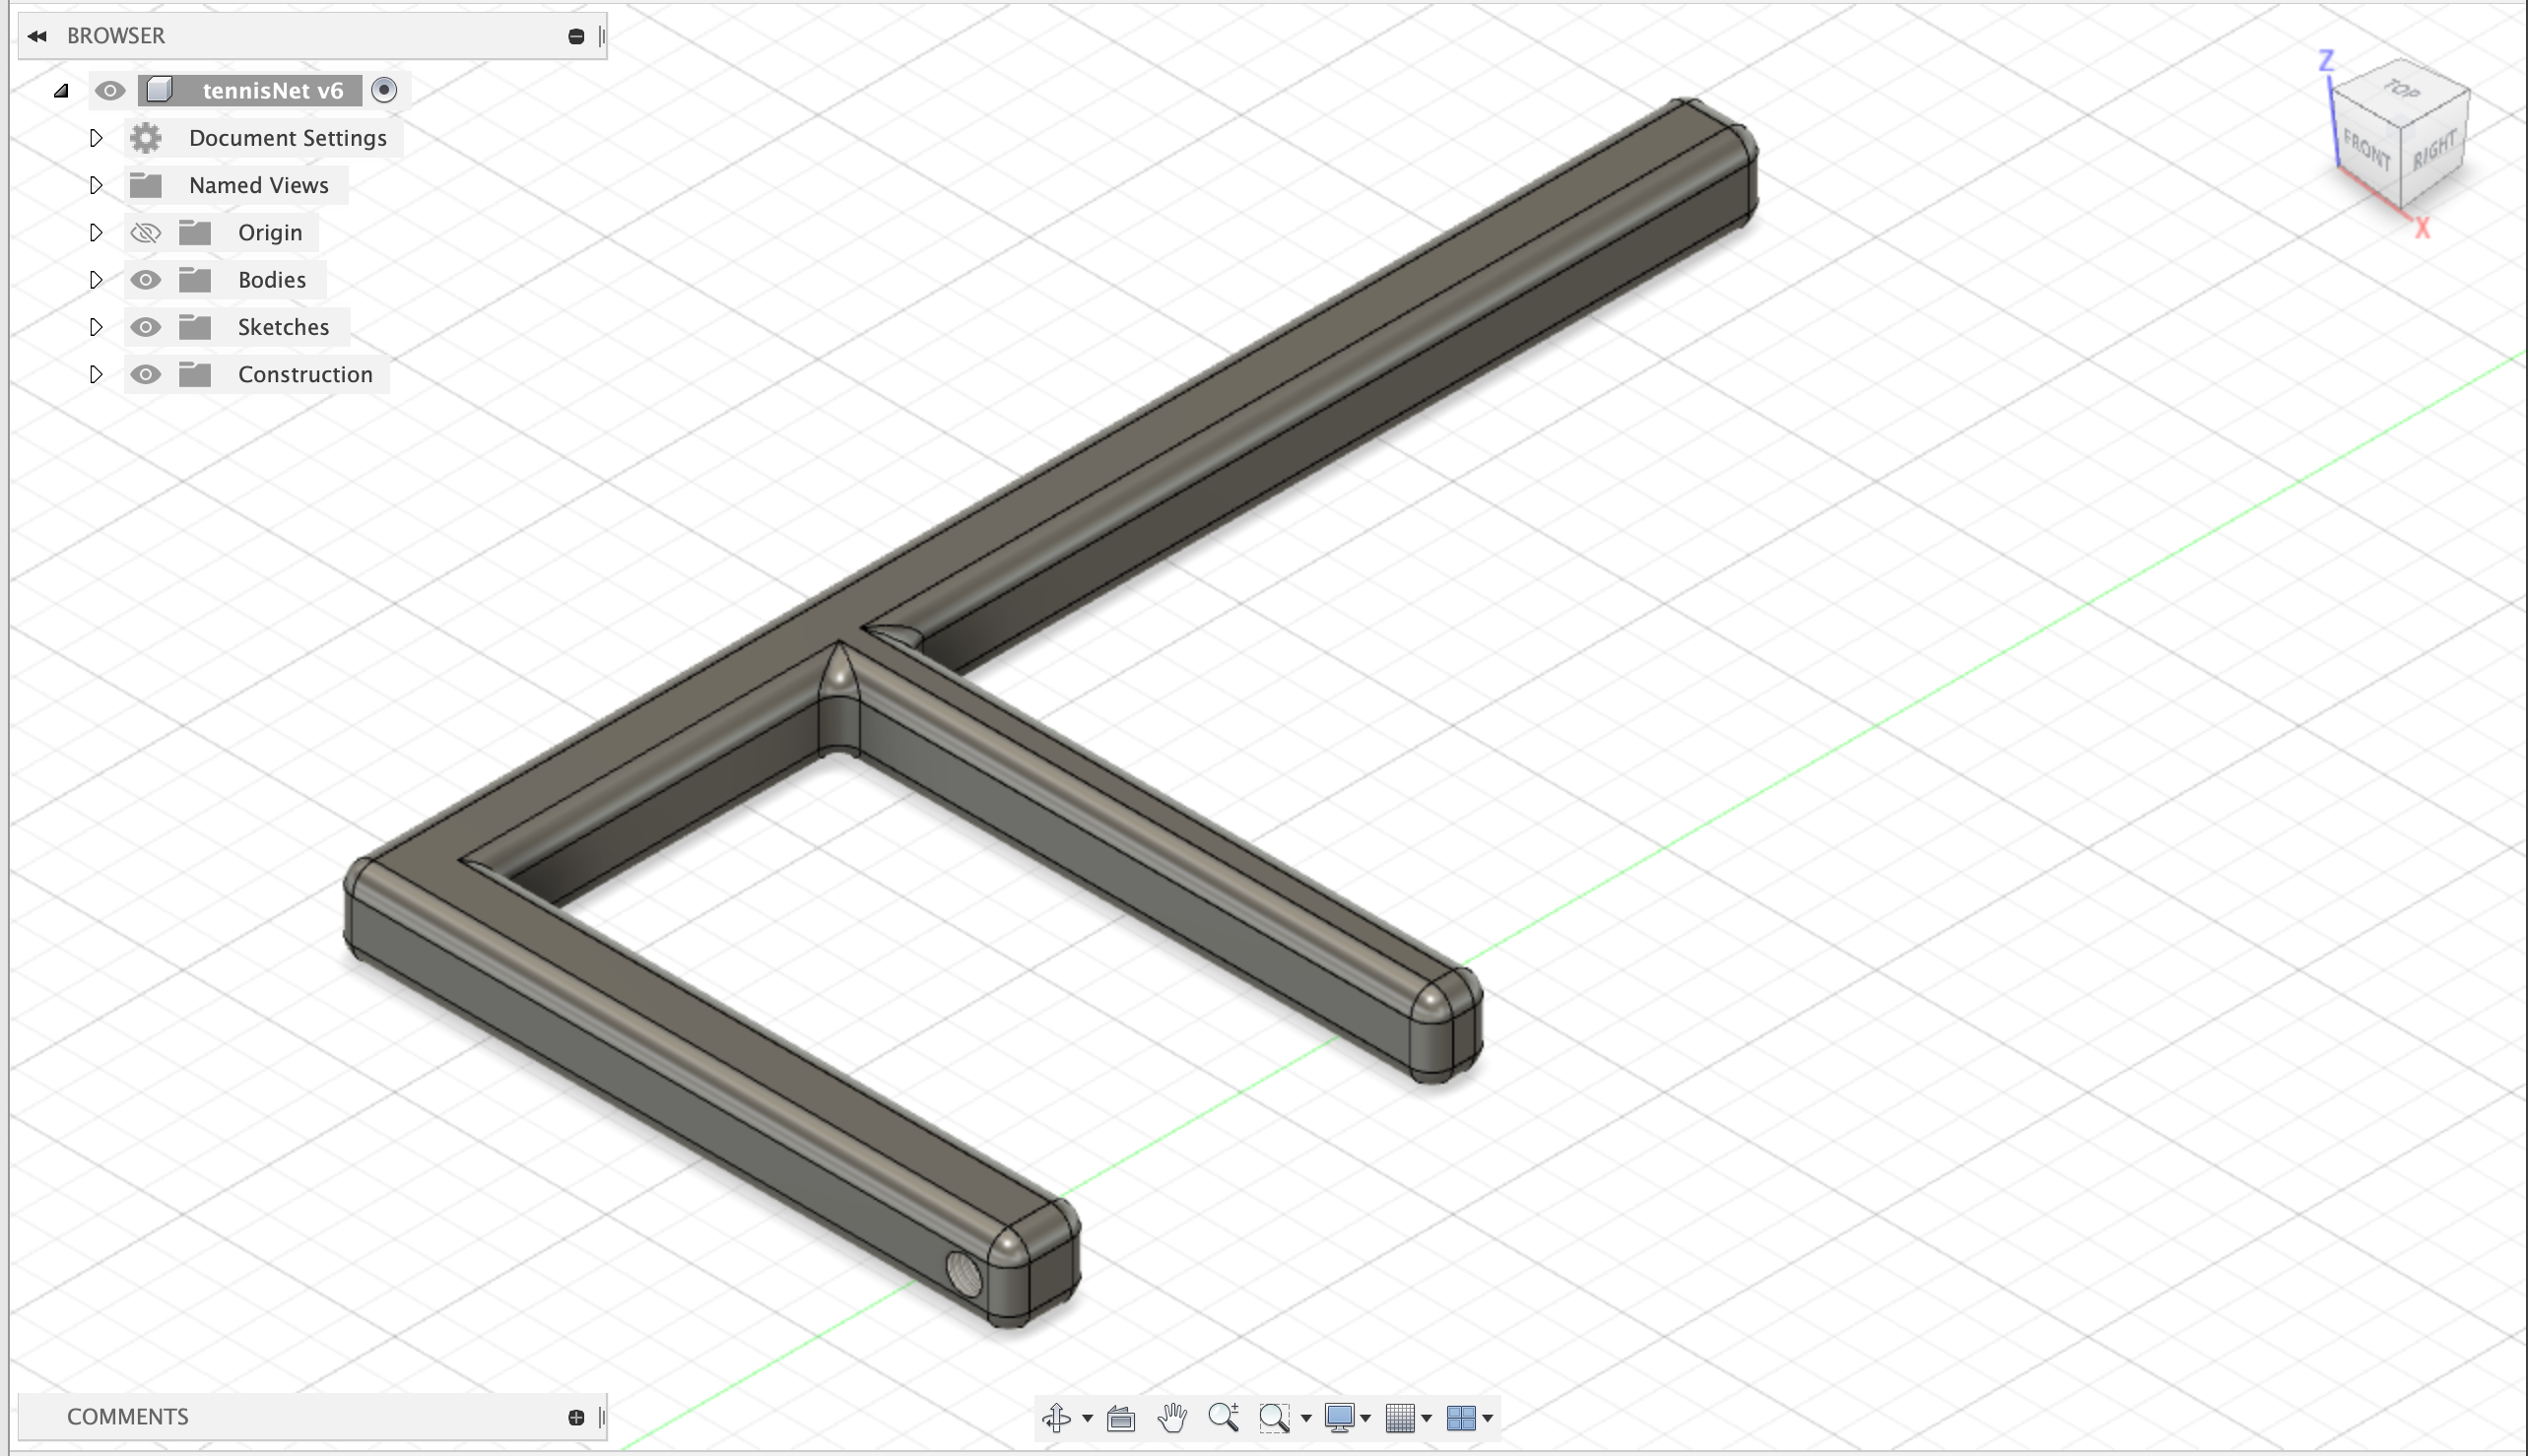 BROWSER
tennisNet v6
Document Settings
Named Views
Origin
Bodies
Sketches
Construction
Z
TOP
FRONT
RIGHT
X
COMMENTS